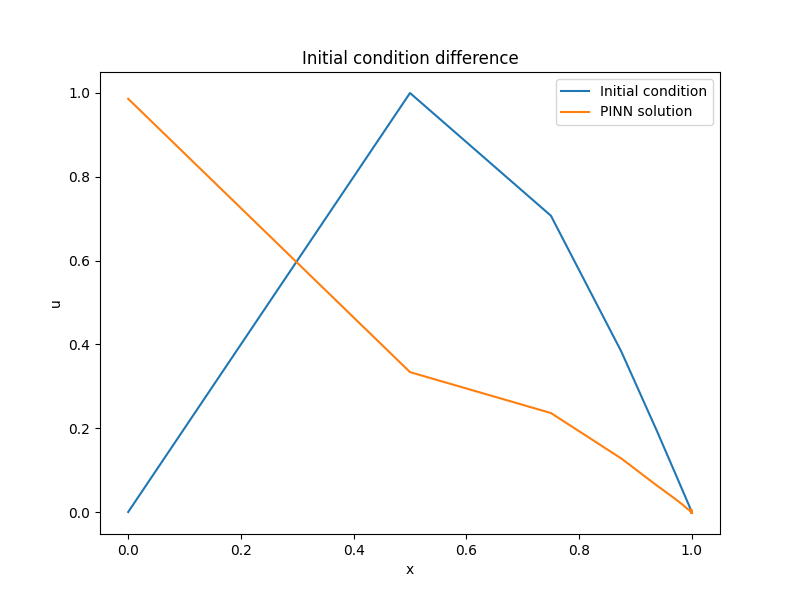 Initial condition difference
Initial condition
PINN solution
1.0
0.8
0.6
0.4
0.2
0.0
u
0.0 0.2 0.4 0.6 0.8 1.0
x